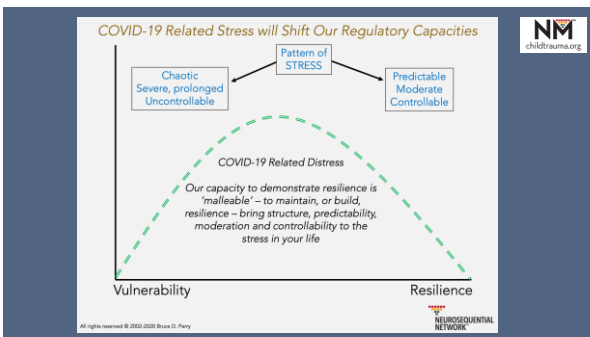 COVID-19 Related Stress will Shift Our Regulatory Capacities
NM
childtrauma.org
Pattern of
STRESS
Chaotic
Severe, prolonged
Uncontrollable
Predictable
Moderate
Controllable
COVID-19 Related Distress
Our capacity to demonstrate resilience is
‘malleable’ – to maintain, or build,
resilience – bring structure, predictability,
moderation and controllability to the
stress in your life
Vulnerability
Resilience
All rights reserved © 2002-2020 Bruce D. Perry
NEUROSEQUENTIAL
NETWORK™